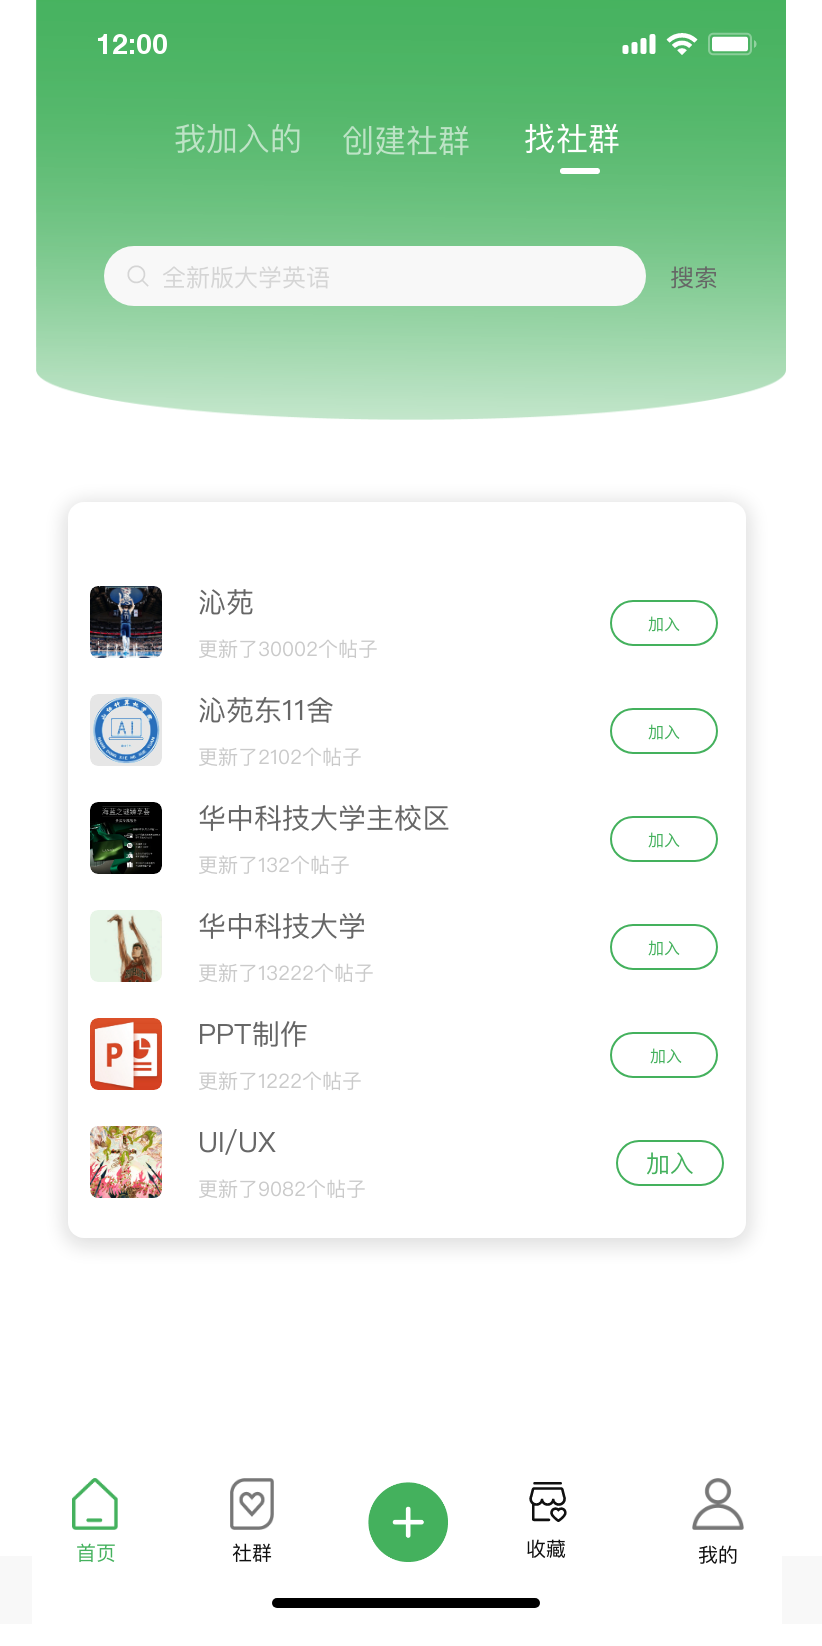 12:00
我加入的 创建社群 找社群
全新版大学英语 搜索
沁苑
更新了30002个帖子
加入
AI
沁苑东11舍
更新了2102个帖子
加入
华中科技大学主校区
更新了132个帖子
加入
华中科技大学
更新了13222个帖子
加入
P
PPT制作
更新了1222个帖子
加入
UI/UX
更新了9082个帖子
加入
首页 社群 收藏 我的